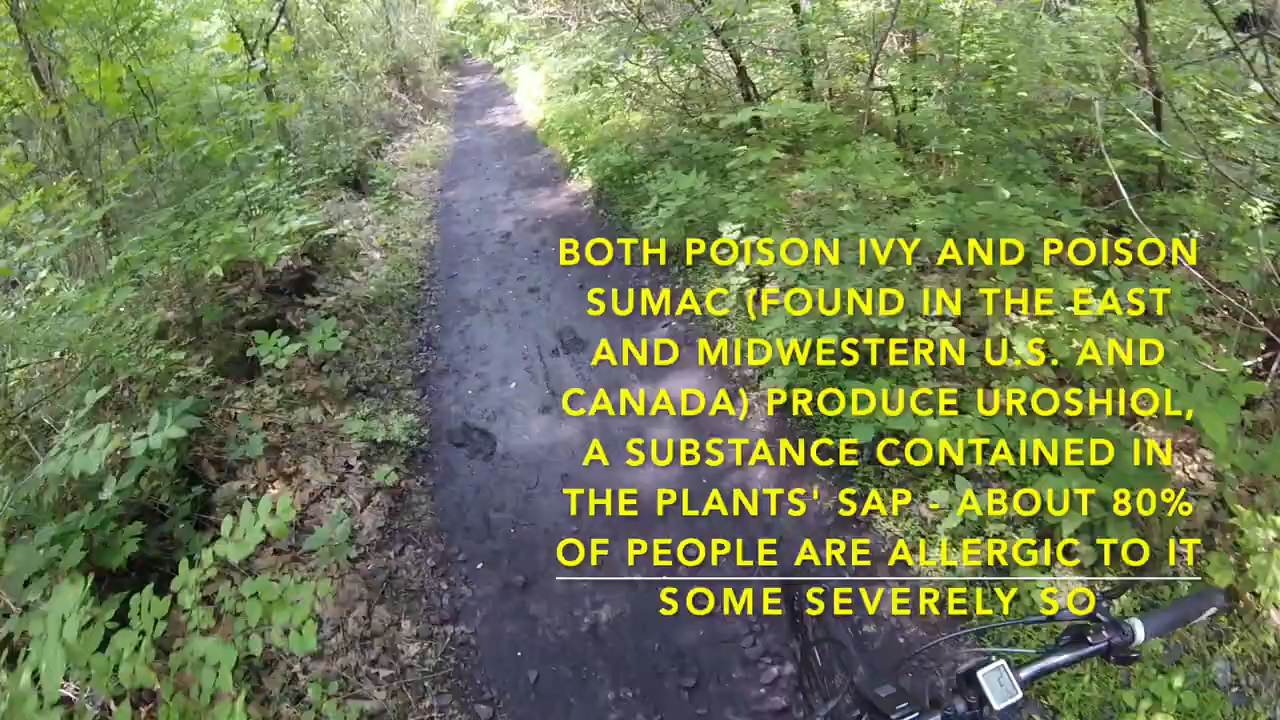 BOTH POISON IVY AND POISON
SUMAC (FOUND IN THE EAST
AND MIDWESTERN U.S. AND
CANADA) PRODUCE UROSHIOL,
A SUBSTANCE CONTAINED IN
THE PLANTS' SAP - ABOUT 80%
OF PEOPLE ARE ALLERGIC TO IT
SOME SEVERELY SO